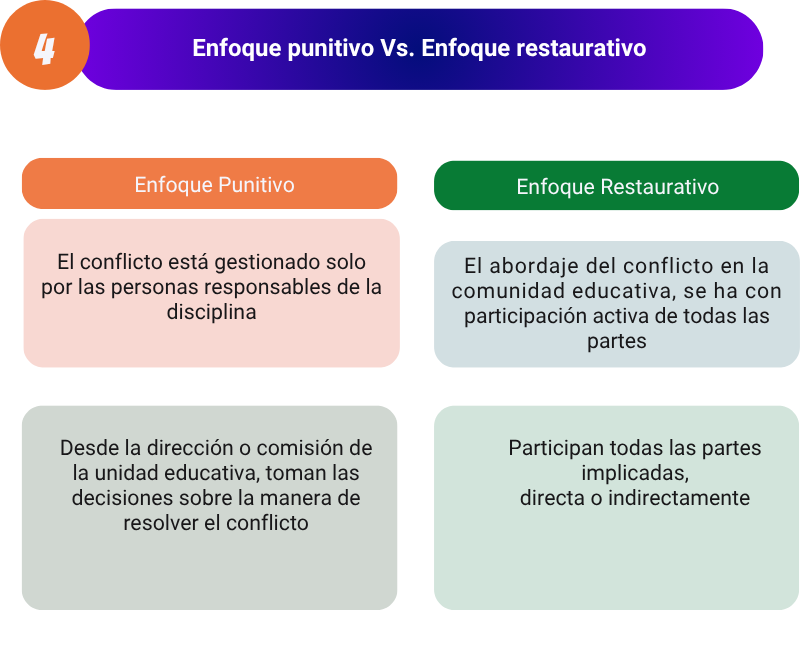 4
Enfoque punitivo Vs. Enfoque restaurativo
Enfoque Punitivo
Enfoque Restaurativo
El conflicto está gestionado solo
por las personas responsables de la
disciplina
El abordaje del conflicto en la
comunidad educativa, se ha con
participación activa de todas las
partes
Desde la dirección o comisión de
la unidad educativa, toman las
decisiones sobre la manera de
resolver el conflicto
Participan todas las partes
implicadas,
directa o indirectamente